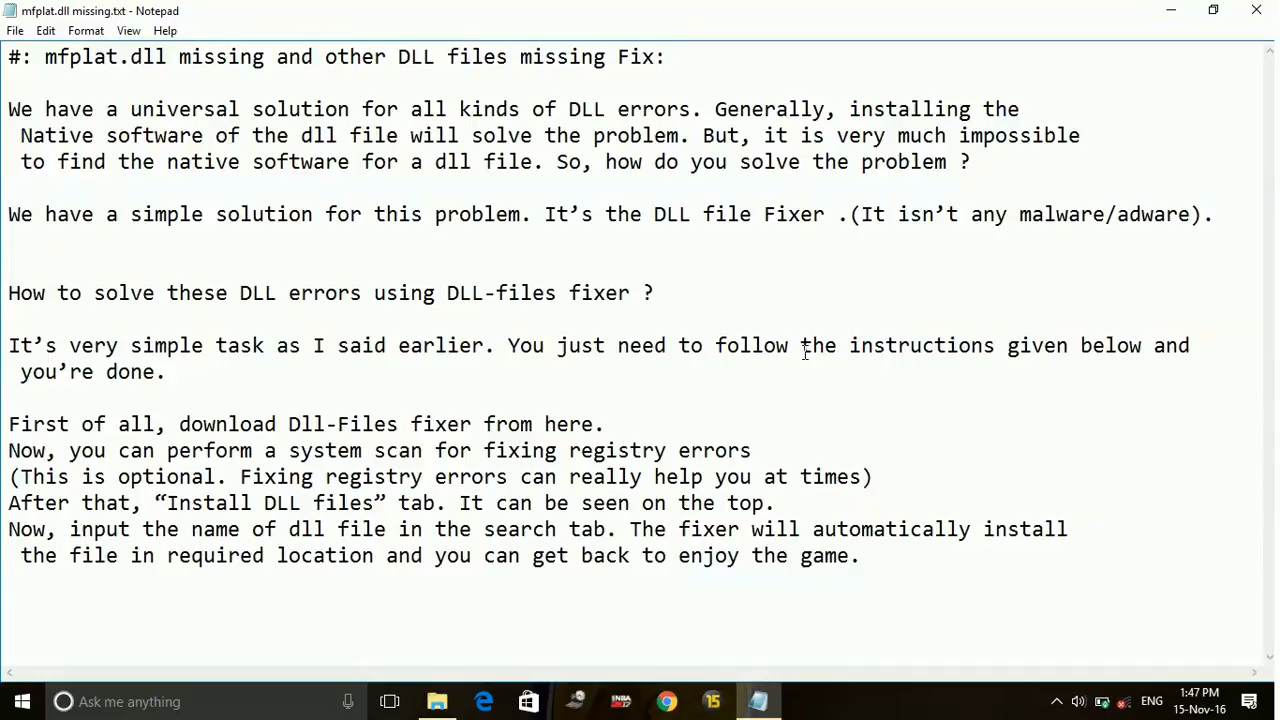 mfplat.dll missing.txt - Notepad
File Edit Format View Help
#: mfplat.dll missing and other DLL files missing Fix:
We have a universal solution for all kinds of DLL errors. Generally, installing the
Native software of the dll file will solve the problem. But, it is very much impossible
to find the native software for a dll file. So, how do you solve the problem ?
We have a simple solution for this problem. It’s the DLL file Fixer .(It isn’t any malware/adware).
How to solve these DLL errors using DLL-files fixer ?
It’s very simple task as I said earlier. You just need to follow the instructions given below and
you’re done.
First of all, download Dll-Files fixer from here.
Now, you can perform a system scan for fixing registry errors
(This is optional. Fixing registry errors can really help you at times)
After that, “Install DLL files” tab. It can be seen on the top.
Now, input the name of dll file in the search tab. The fixer will automatically install
the file in required location and you can get back to enjoy the game.
Ask me anything
15
ENG
1:47 PM
15-Nov-16